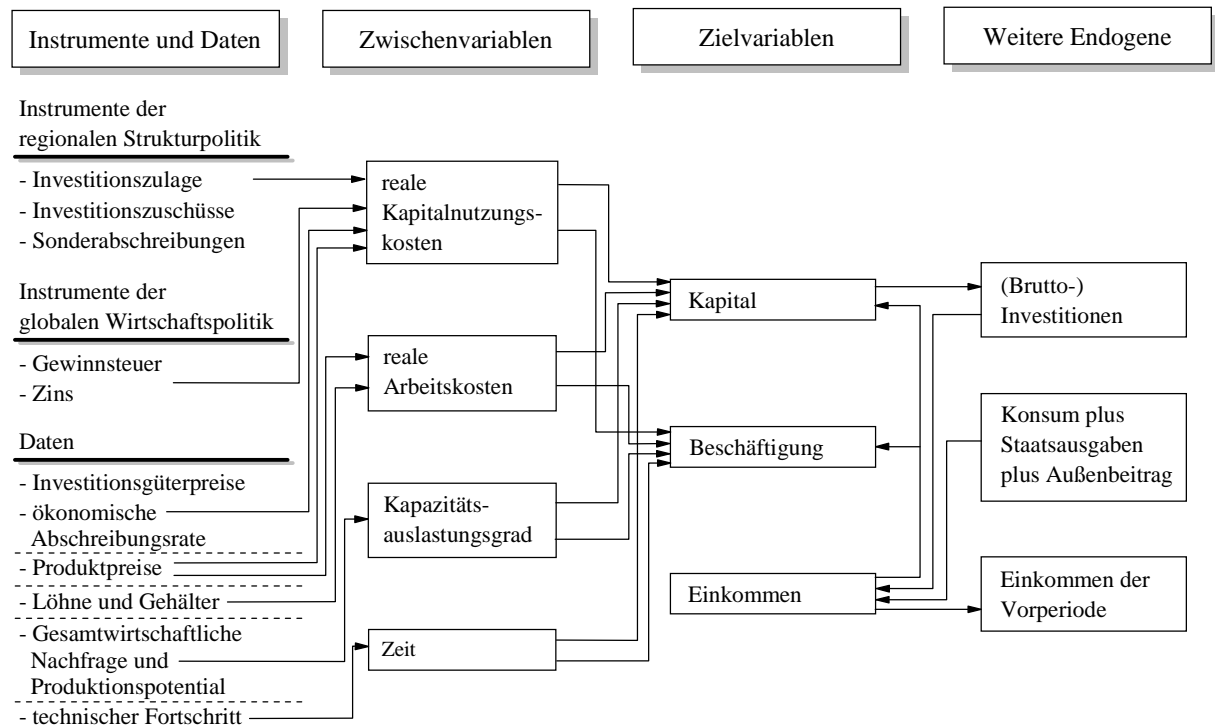 Instrumente und Daten
Zwischenvariablen
Zielvariablen
Weitere Endogene
Instrumente der
regionalen Strukturpolitik
- Investitionszulage
- Investitionszuschüsse
- Sonderabschreibungen
Instrumente der
globalen Wirtschaftspolitik
- Gewinnsteuer
- Zins
Daten
- Investitionsgüterpreise
- ökonomische
Abschreibungsrate
- Produktpreise
- Löhne und Gehälter
- Gesamtwirtschaftliche
Nachfrage und
Produktionspotential
- technischer Fortschritt
reale
Kapitalnutzungs-
kosten
reale
Arbeitskosten
Kapazitäts-
auslastungsgrad
Zeit
Kapital
Beschäftigung
Einkommen
(Brutto-)
Investitionen
Konsum plus
Staatsausgaben
plus Außenbeitrag
Einkommen der
Vorperiode